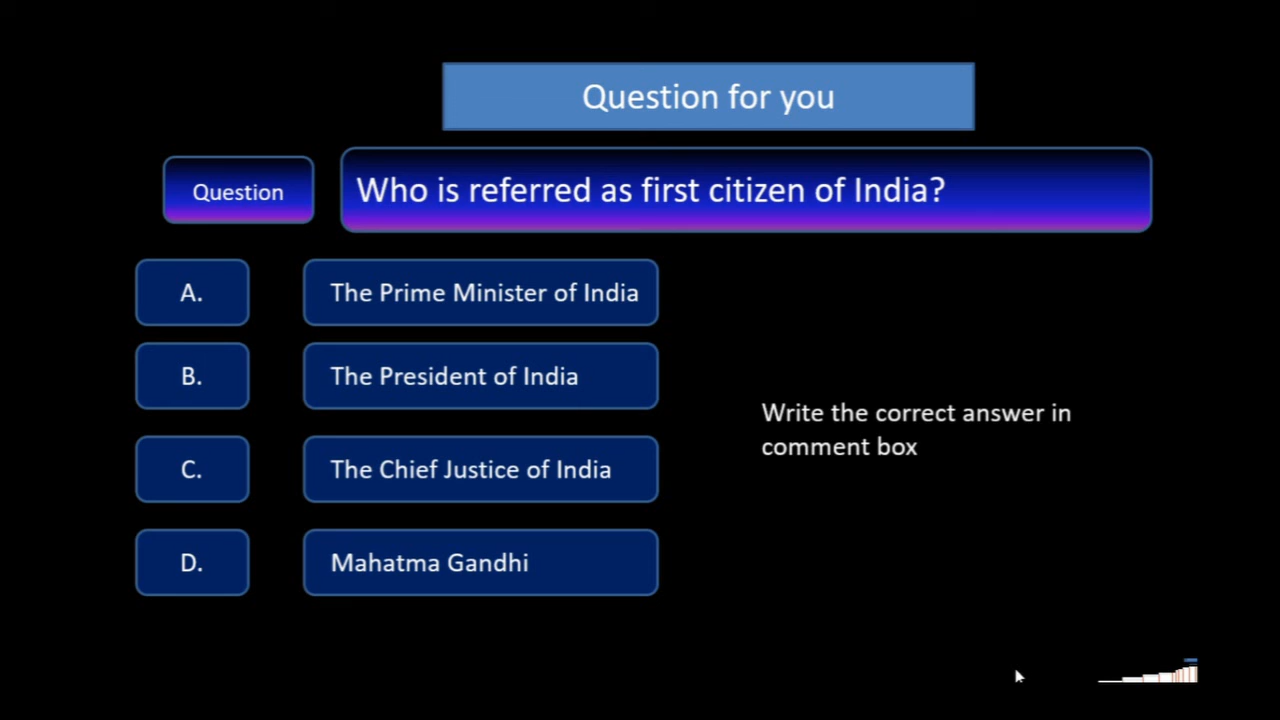 Question for you
Question
Who is referred as first citizen of India?
A.
The Prime Minister of India
B.
The President of India
C.
The Chief Justice of India
D.
Mahatma Gandhi
Write the correct answer in
comment box